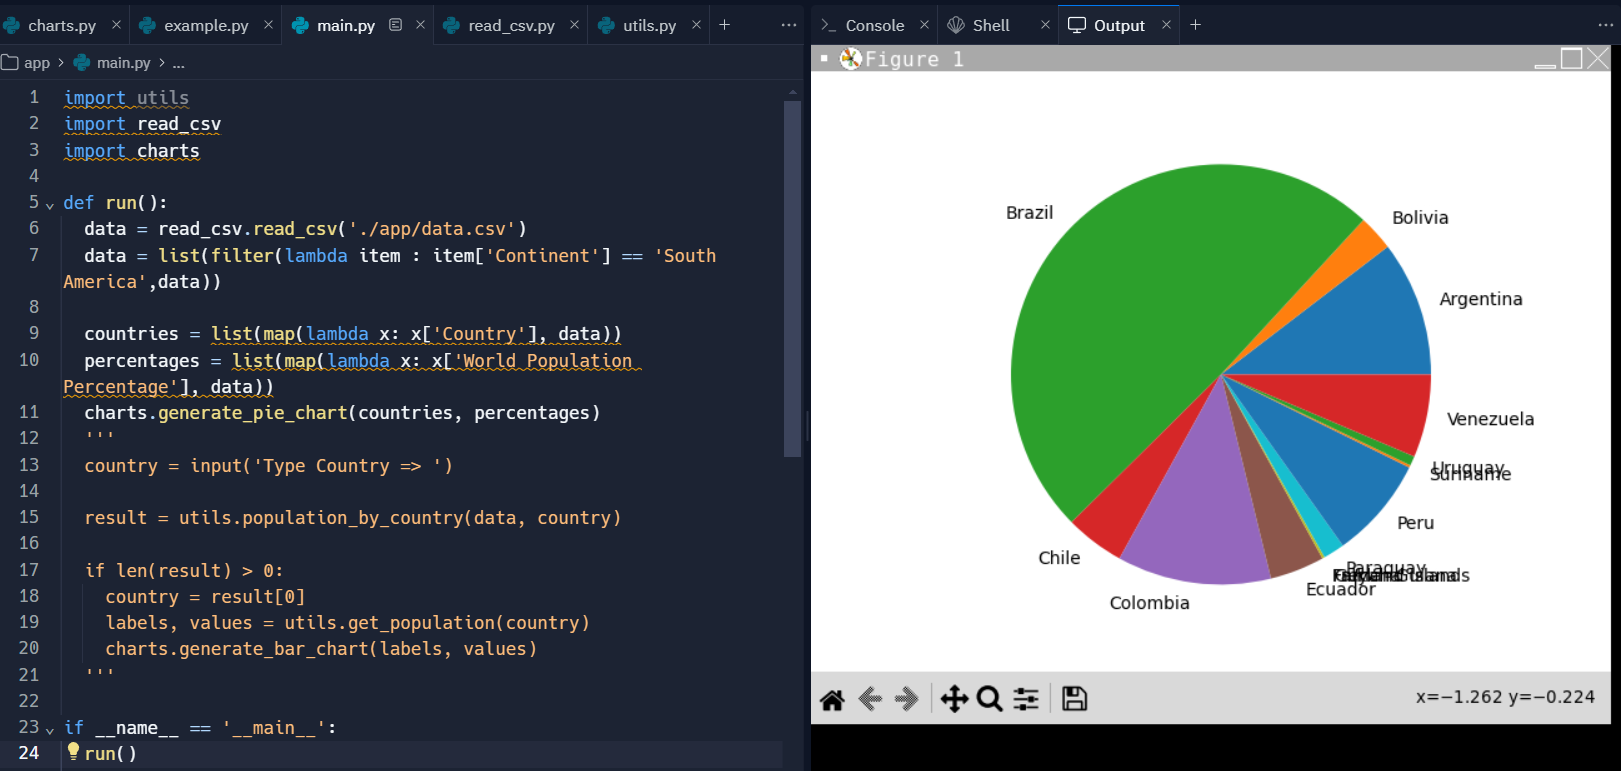 charts.py
example.py
main.py
read_csv.py
utils.py
app > main.py > ...
1 import utils
2 import read_csv
3 import charts
4
5 def run():
6 data = read_csv.read_csv('./app/data.csv')
7 data = list(filter(lambda item : item['Continent'] == 'South
America',data))
8
9 countries = list(map(lambda x: x['Country'], data))
10 percentages = list(map(lambda x: x['World Population
Percentage'], data))
11 charts.generate_pie_chart(countries, percentages)
12 '''
13 country = input('Type Country => ')
14
15 result = utils.population_by_country(data, country)
16
17 if len(result) > 0:
18 country = result[0]
19 labels, values = utils.get_population(country)
20 charts.generate_bar_chart(labels, values)
21 '''
22
23 if __name__ == '__main__':
24 run()
Console
Shell
Output
Figure 1
Brazil
Bolivia
Argentina
Venezuela
Uruguay
Suriname
Peru
Chile
Paraguay
Ecuador
Colombia
x=−1.262 y=−0.224